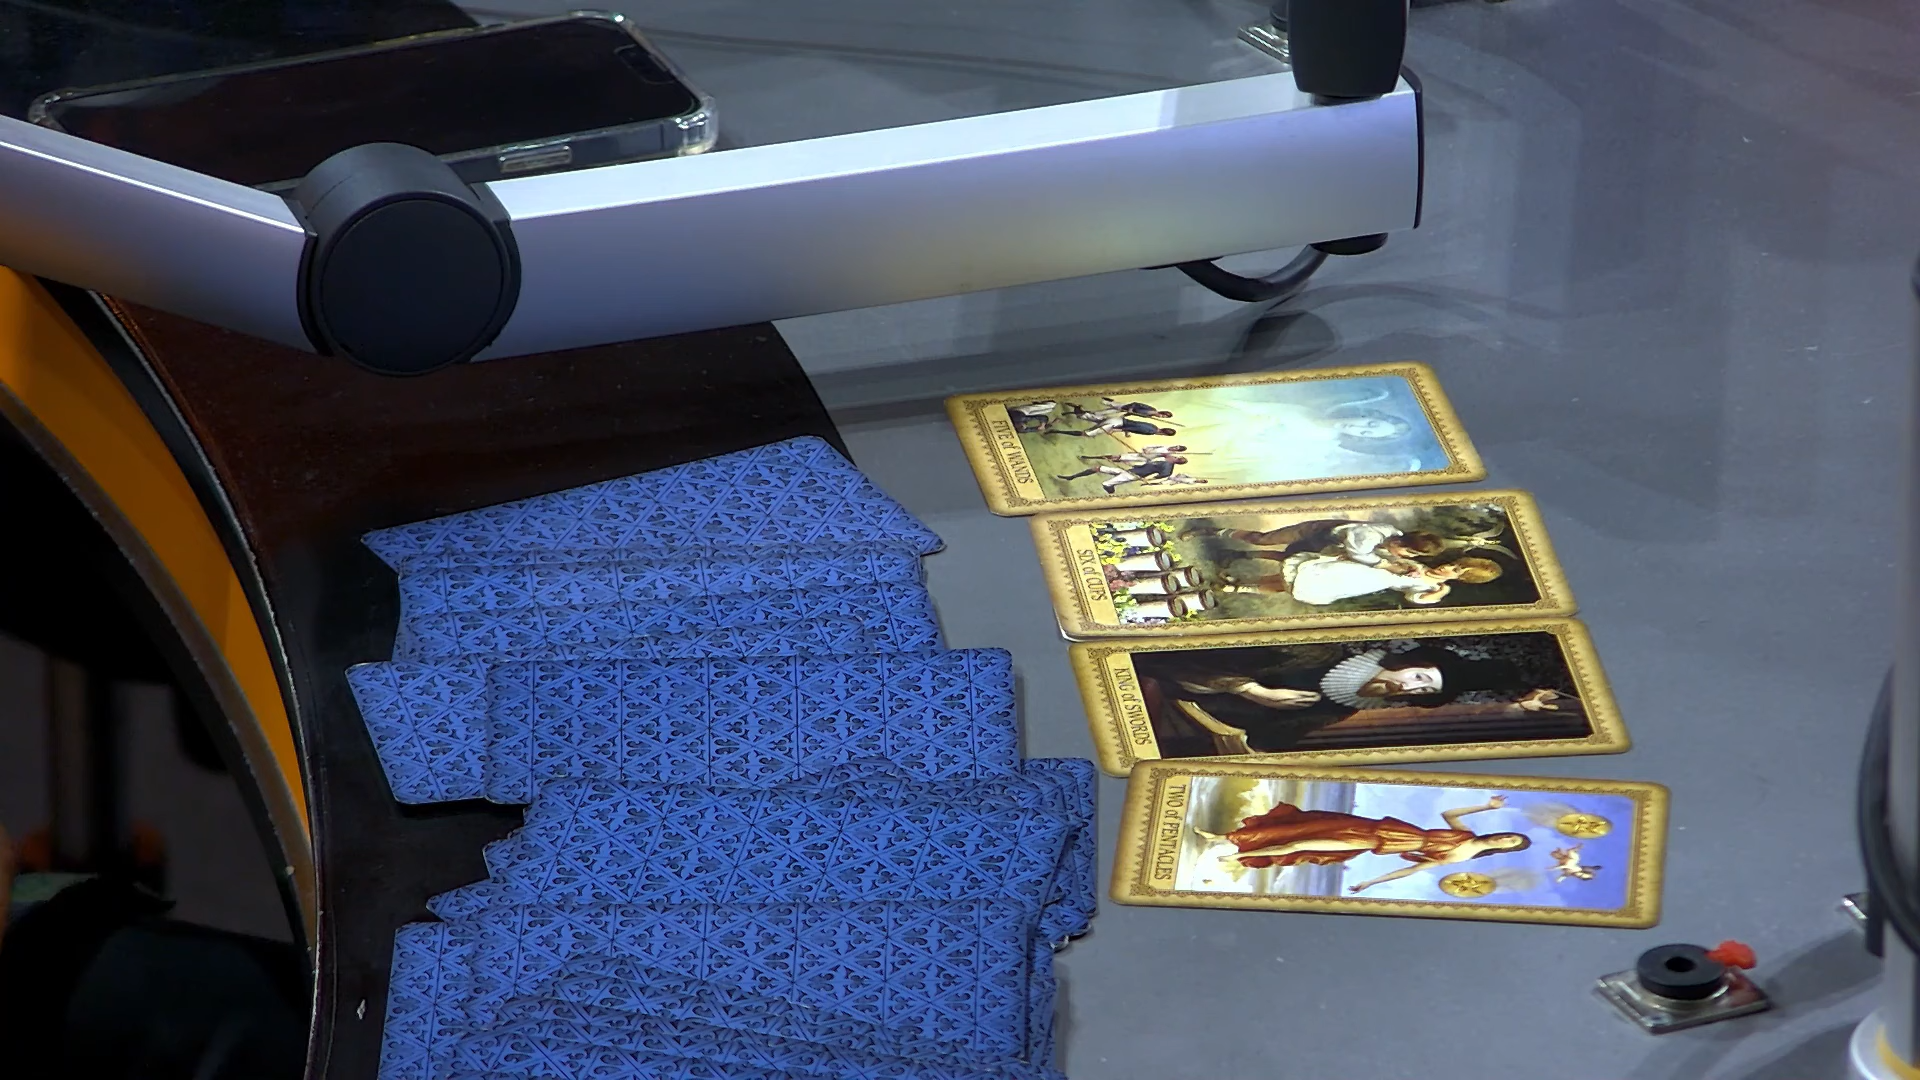 FIVE of WANDS
SIX of CUPS
KING of SWORDS
TWO of PENTACLES